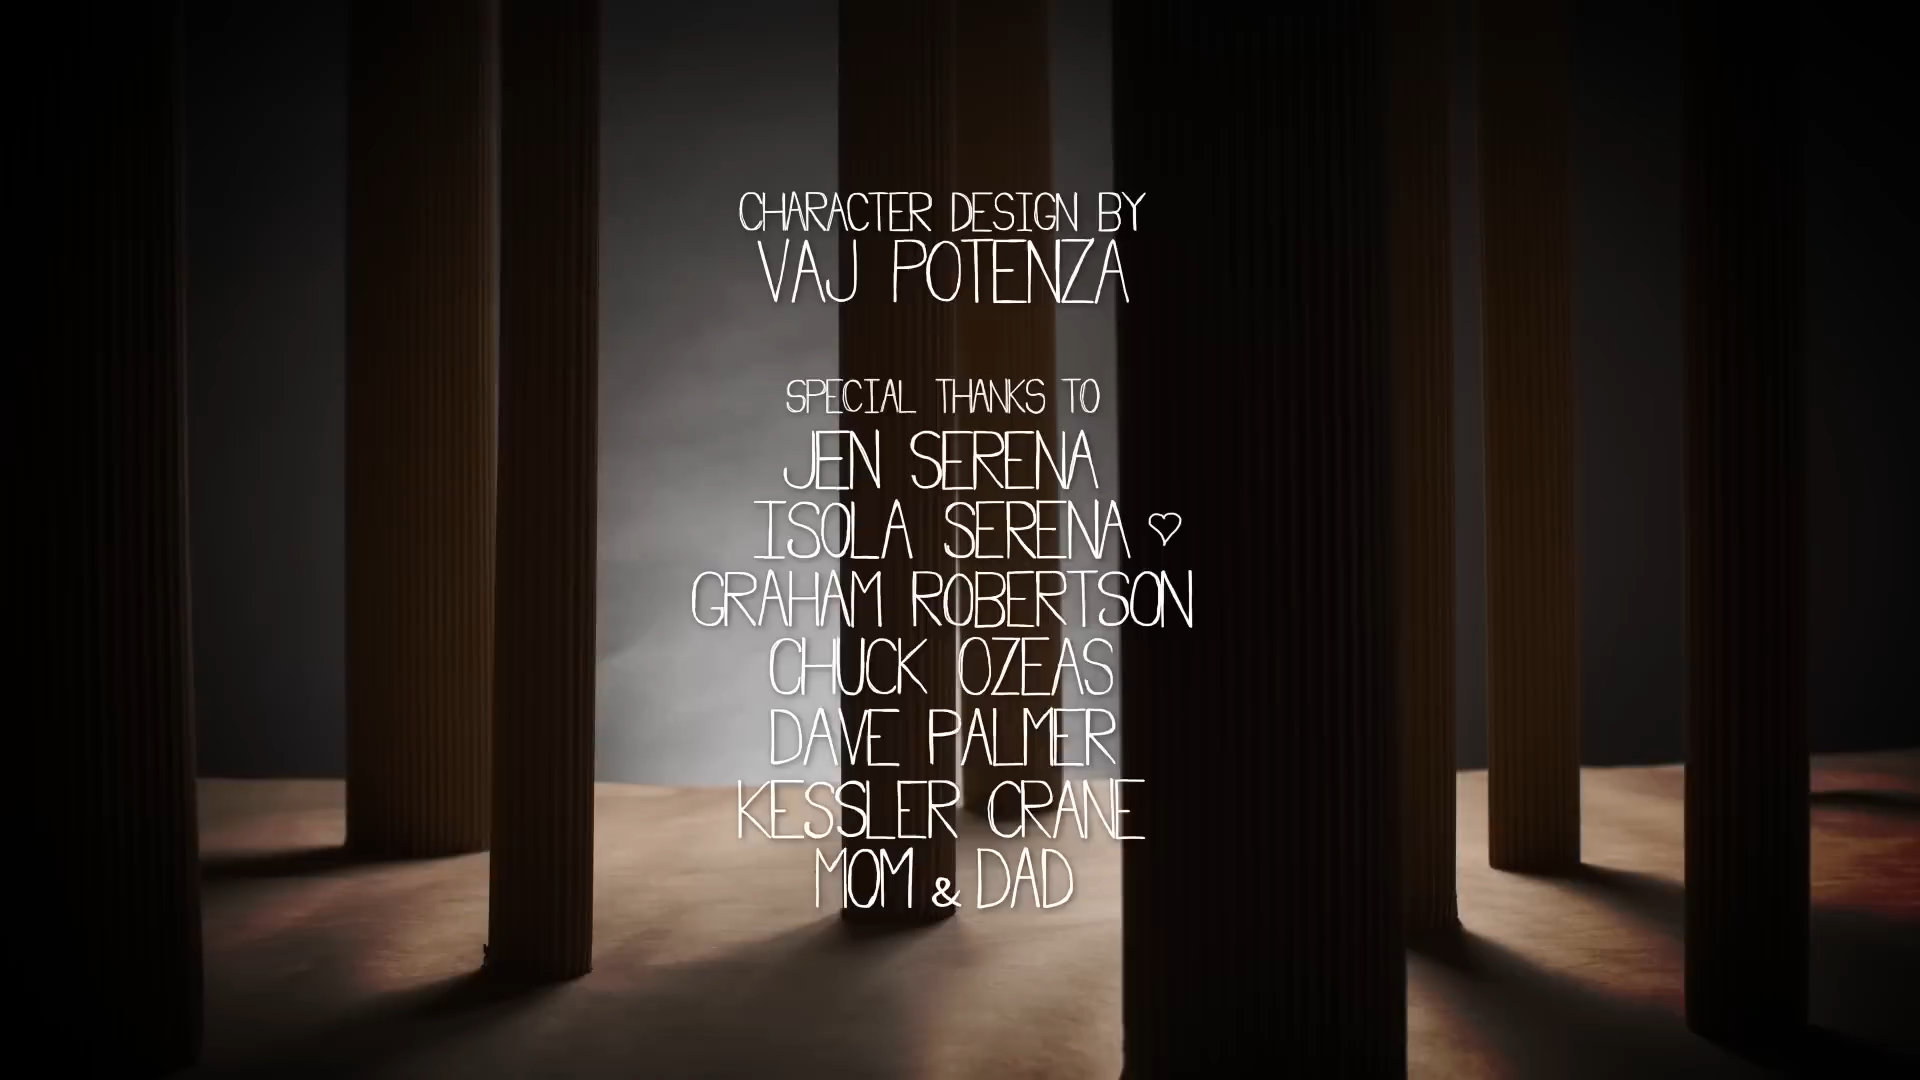 CHARACTER DESIGN BY
VAJ POTENZA
SPECIAL THANKS TO
JEN SERENA
ISOLA SERENA ♡
GRAHAM ROBERTSON
CHUCK OZEAS
DAVE PALMER
KESSLER CRANE
MOM & DAD